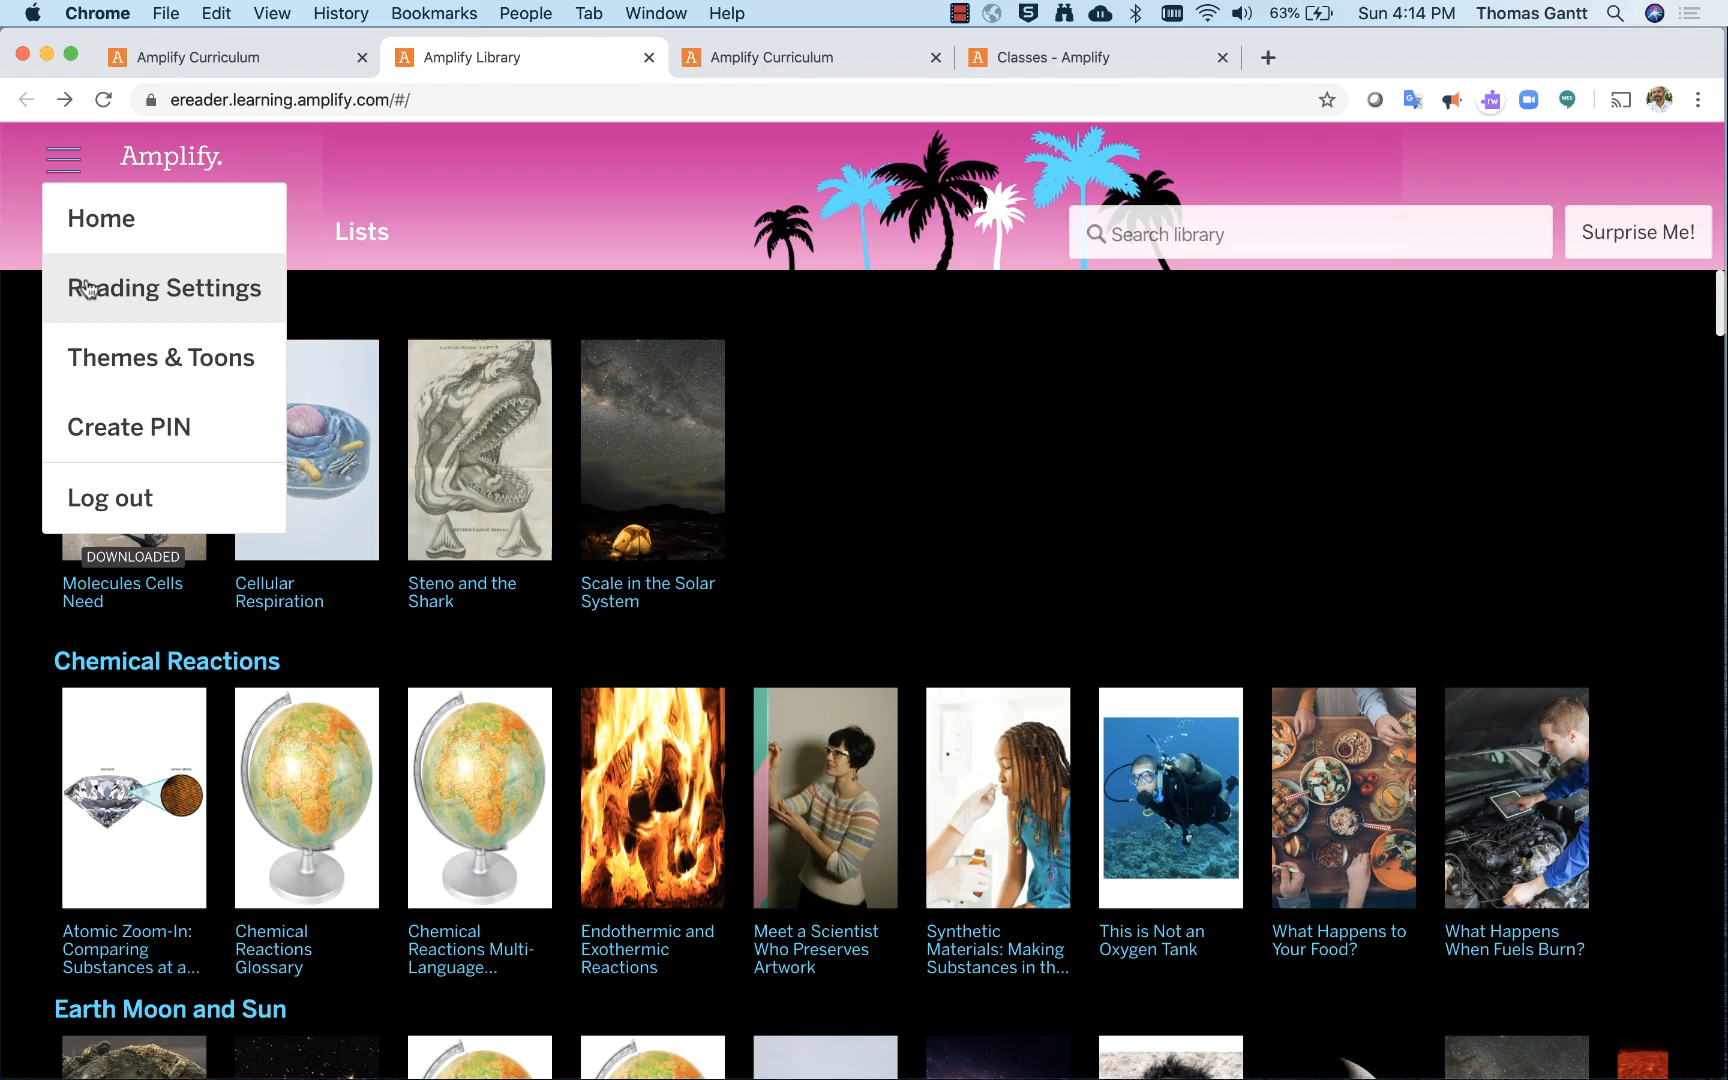 Chrome File Edit View History Bookmarks People Tab Window Help 63% Sun 4:14 PM Thomas Gantt
Amplify Curriculum Amplify Library Amplify Curriculum Classes - Amplify
ereader.learning.amplify.com/#/
Amplify.
Home
Lists
Search library
Surprise Me!
Reading Settings
Themes & Toons
Create PIN
Log out
DOWNLOADED
Molecules Cells
Need
Cellular
Respiration
Steno and the
Shark
Scale in the Solar
System
Chemical Reactions
Atomic Zoom-In:
Comparing
Substances at a...
Chemical
Reactions
Glossary
Chemical
Reactions Multi-
Language...
Endothermic and
Exothermic
Reactions
Meet a Scientist
Who Preserves
Artwork
Synthetic
Materials: Making
Substances in th...
This is Not an
Oxygen Tank
What Happens to
Your Food?
What Happens
When Fuels Burn?
Earth Moon and Sun